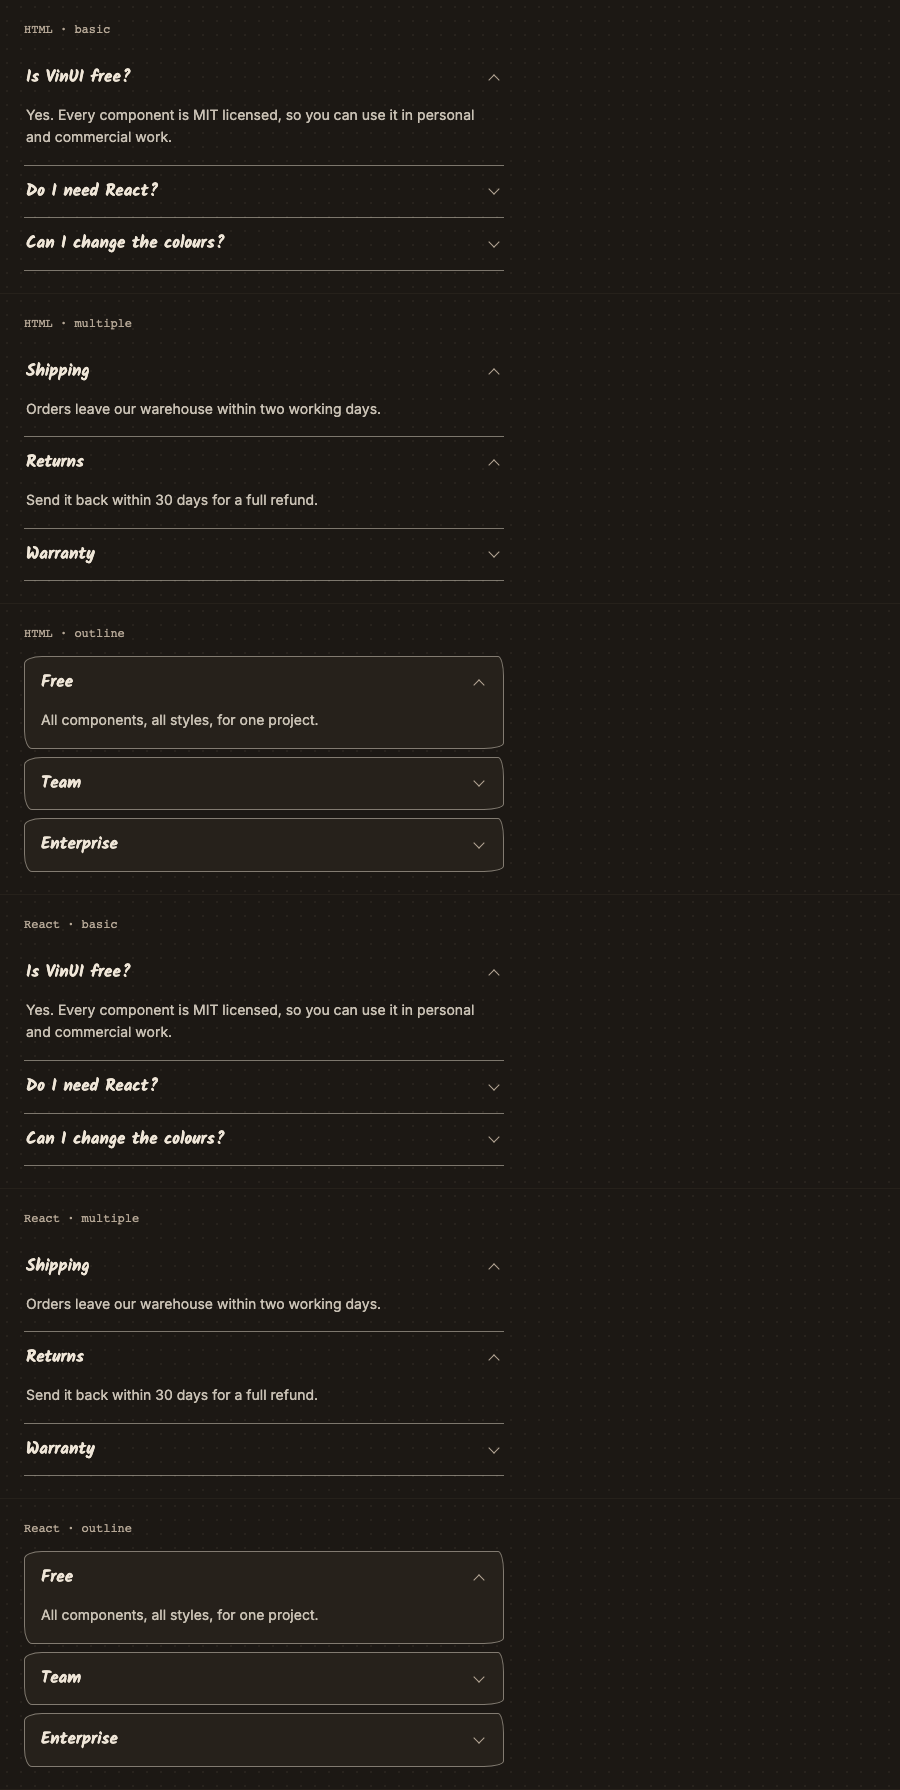 HTML · basic
Is VinUI free?
Yes. Every component is MIT licensed, so you can use it in personal
and commercial work.
Do I need React?
Can I change the colours?
HTML · multiple
Shipping
Orders leave our warehouse within two working days.
Returns
Send it back within 30 days for a full refund.
Warranty
HTML · outline
Free
All components, all styles, for one project.
Team
Enterprise
React · basic
Is VinUI free?
Yes. Every component is MIT licensed, so you can use it in personal
and commercial work.
Do I need React?
Can I change the colours?
React · multiple
Shipping
Orders leave our warehouse within two working days.
Returns
Send it back within 30 days for a full refund.
Warranty
React · outline
Free
All components, all styles, for one project.
Team
Enterprise